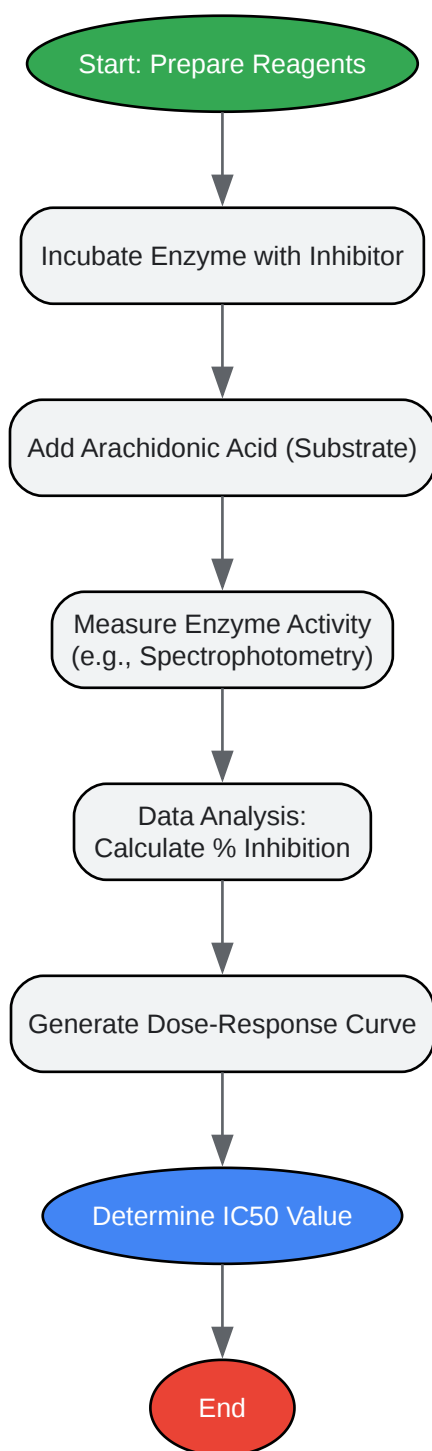 Start: Prepare Reagents
Incubate Enzyme with Inhibitor
Add Arachidonic Acid (Substrate)
Measure Enzyme Activity
(e.g., Spectrophotometry)
Data Analysis:
Calculate % Inhibition
Generate Dose-Response Curve
Determine IC50 Value
End